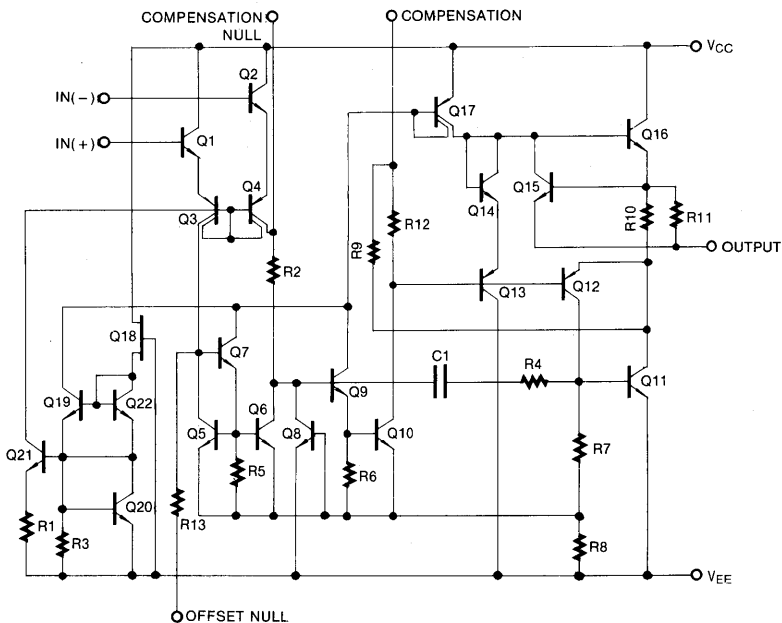 COMPENSATION
NULL
COMPENSATION
VCC
Q2
IN(-)
Q17
Q16
IN(+)
Q1
Q4
Q3
Q15
Q14
R12
R10
R11
R9
OUTPUT
R2
Q13
Q12
Q18
Q7
C1
R4
Q9
Q11
Q19
Q22
Q5
Q6
Q8
Q10
Q21
R5
R6
R7
Q20
R13
R1
R3
R8
VEE
OFFSET NULL